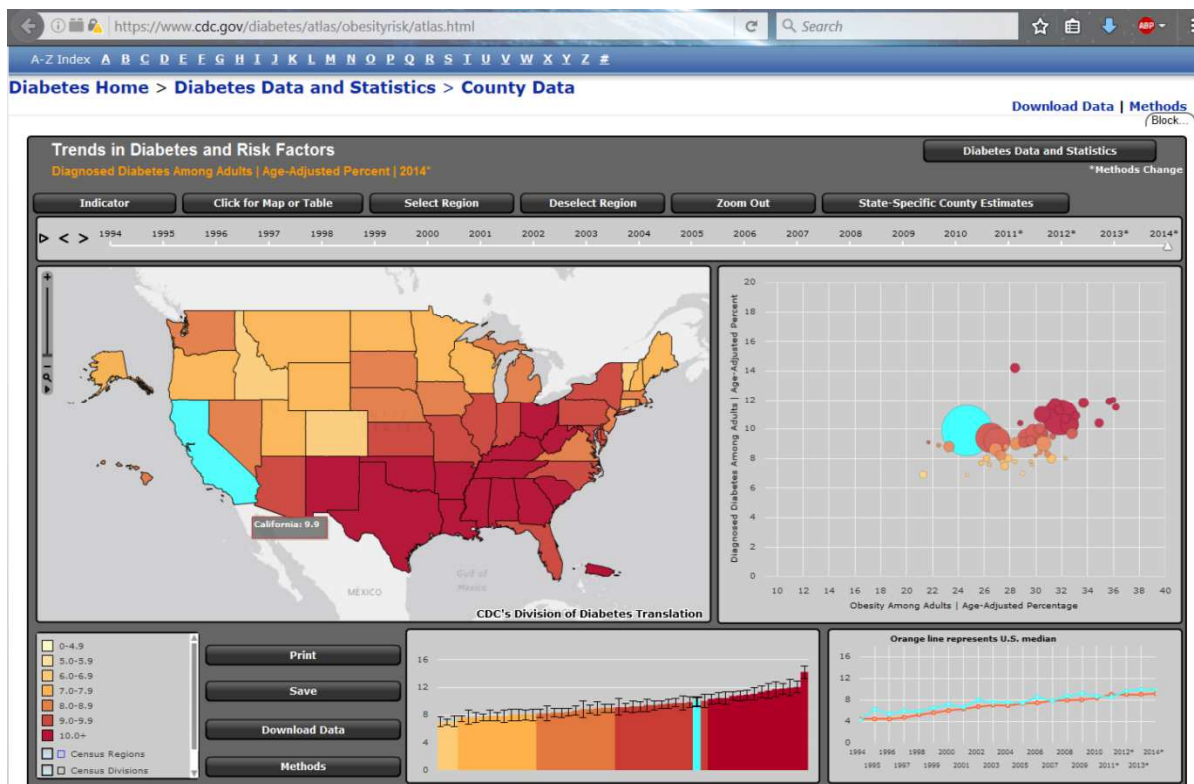 https://www.cdc.gov/diabetes/atlas/obesityrisk/atlas.html
Search
ABP
A-Z Index A B C D E F G H I J K L M N O P Q R S T U V W X Y Z #
Diabetes Home > Diabetes Data and Statistics > County Data
Download Data | Methods
Block...
Trends in Diabetes and Risk Factors
Diabetes Data and Statistics
Diagnosed Diabetes Among Adults | Age-Adjusted Percent | 2014*
*Methods Change
Indicator Click for Map or Table Select Region Deselect Region Zoom Out State-Specific County Estimates
1994 1995 1996 1997 1998 1999 2000 2001 2002 2003 2004 2005 2006 2007 2008 2009 2010 2011* 2012* 2013* 2014*
California: 9.9
MÉXICO
Gulf of
Mexico
CDC's Division of Diabetes Translation
Diagnosed Diabetes Among Adults | Age-Adjusted Percent
20
18
16
14
12
10
8
6
4
2
0
10 12 14 16 18 20 22 24 26 28 30 32 34 36 38 40
Obesity Among Adults | Age-Adjusted Percentage
0-4.9
5.0-5.9
6.0-6.9
7.0-7.9
8.0-8.9
9.0-9.9
10.0+
Census Regions
Census Divisions
Print
Save
Download Data
Methods
16
12
8
4
0
Orange line represents U.S. median
16
12
8
4
0
1994 1996 1998 2000 2002 2004 2006 2008 2010 2012* 2014*
1995 1997 1999 2001 2003 2005 2007 2009 2011* 2013*